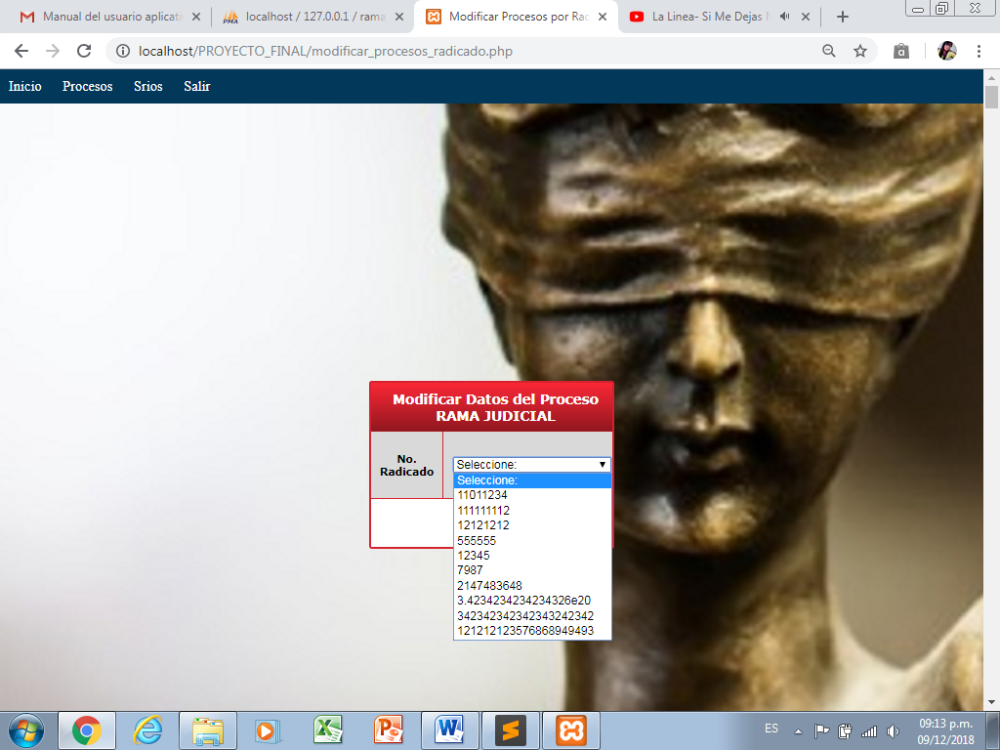 Manual del usuario aplicati
localhost / 127.0.0.1 / rama
Modificar Procesos por Rad
La Linea- Si Me Dejas N
localhost/PROYECTO_FINAL/modificar_procesos_radicado.php
Inicio Procesos Srios Salir
Modificar Datos del Proceso
RAMA JUDICIAL
No.
Radicado
Seleccione:
Seleccione:
11011234
111111112
12121212
555555
12345
7987
2147483648
3.4234234234234326e20
342342342342343242342
121212123576868949493
ES
09:13 p.m.
09/12/2018